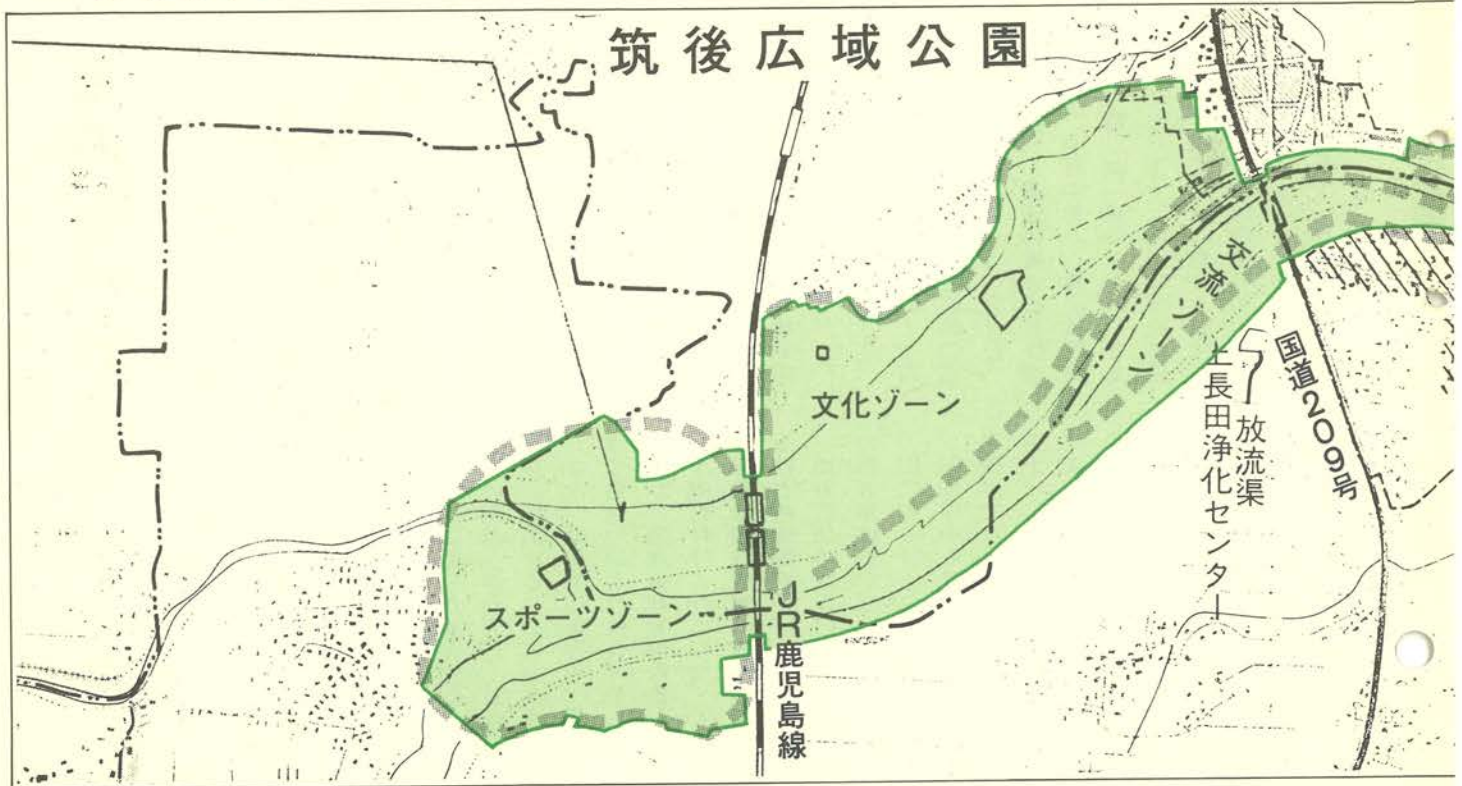 筑後広域公園
交流ゾーン
国道209号
文化ゾーン
放流渠
上長田浄化センター
スポーツゾーン
JR鹿児島線